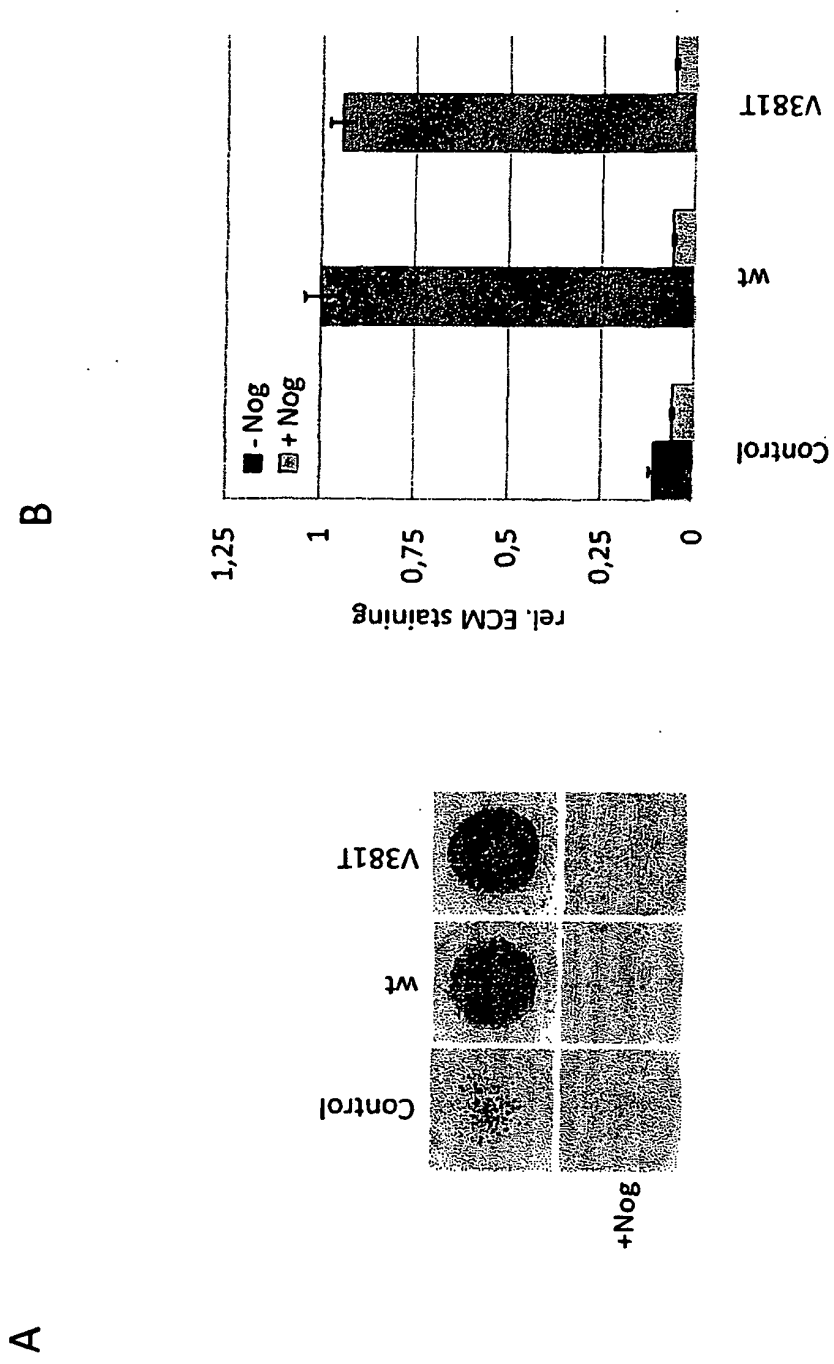 A
Control
wt
V381T
+Nog
B
rel. ECM staining
1,25
1
0,75
0,5
0,25
0
- Nog
+ Nog
Control
wt
V381T